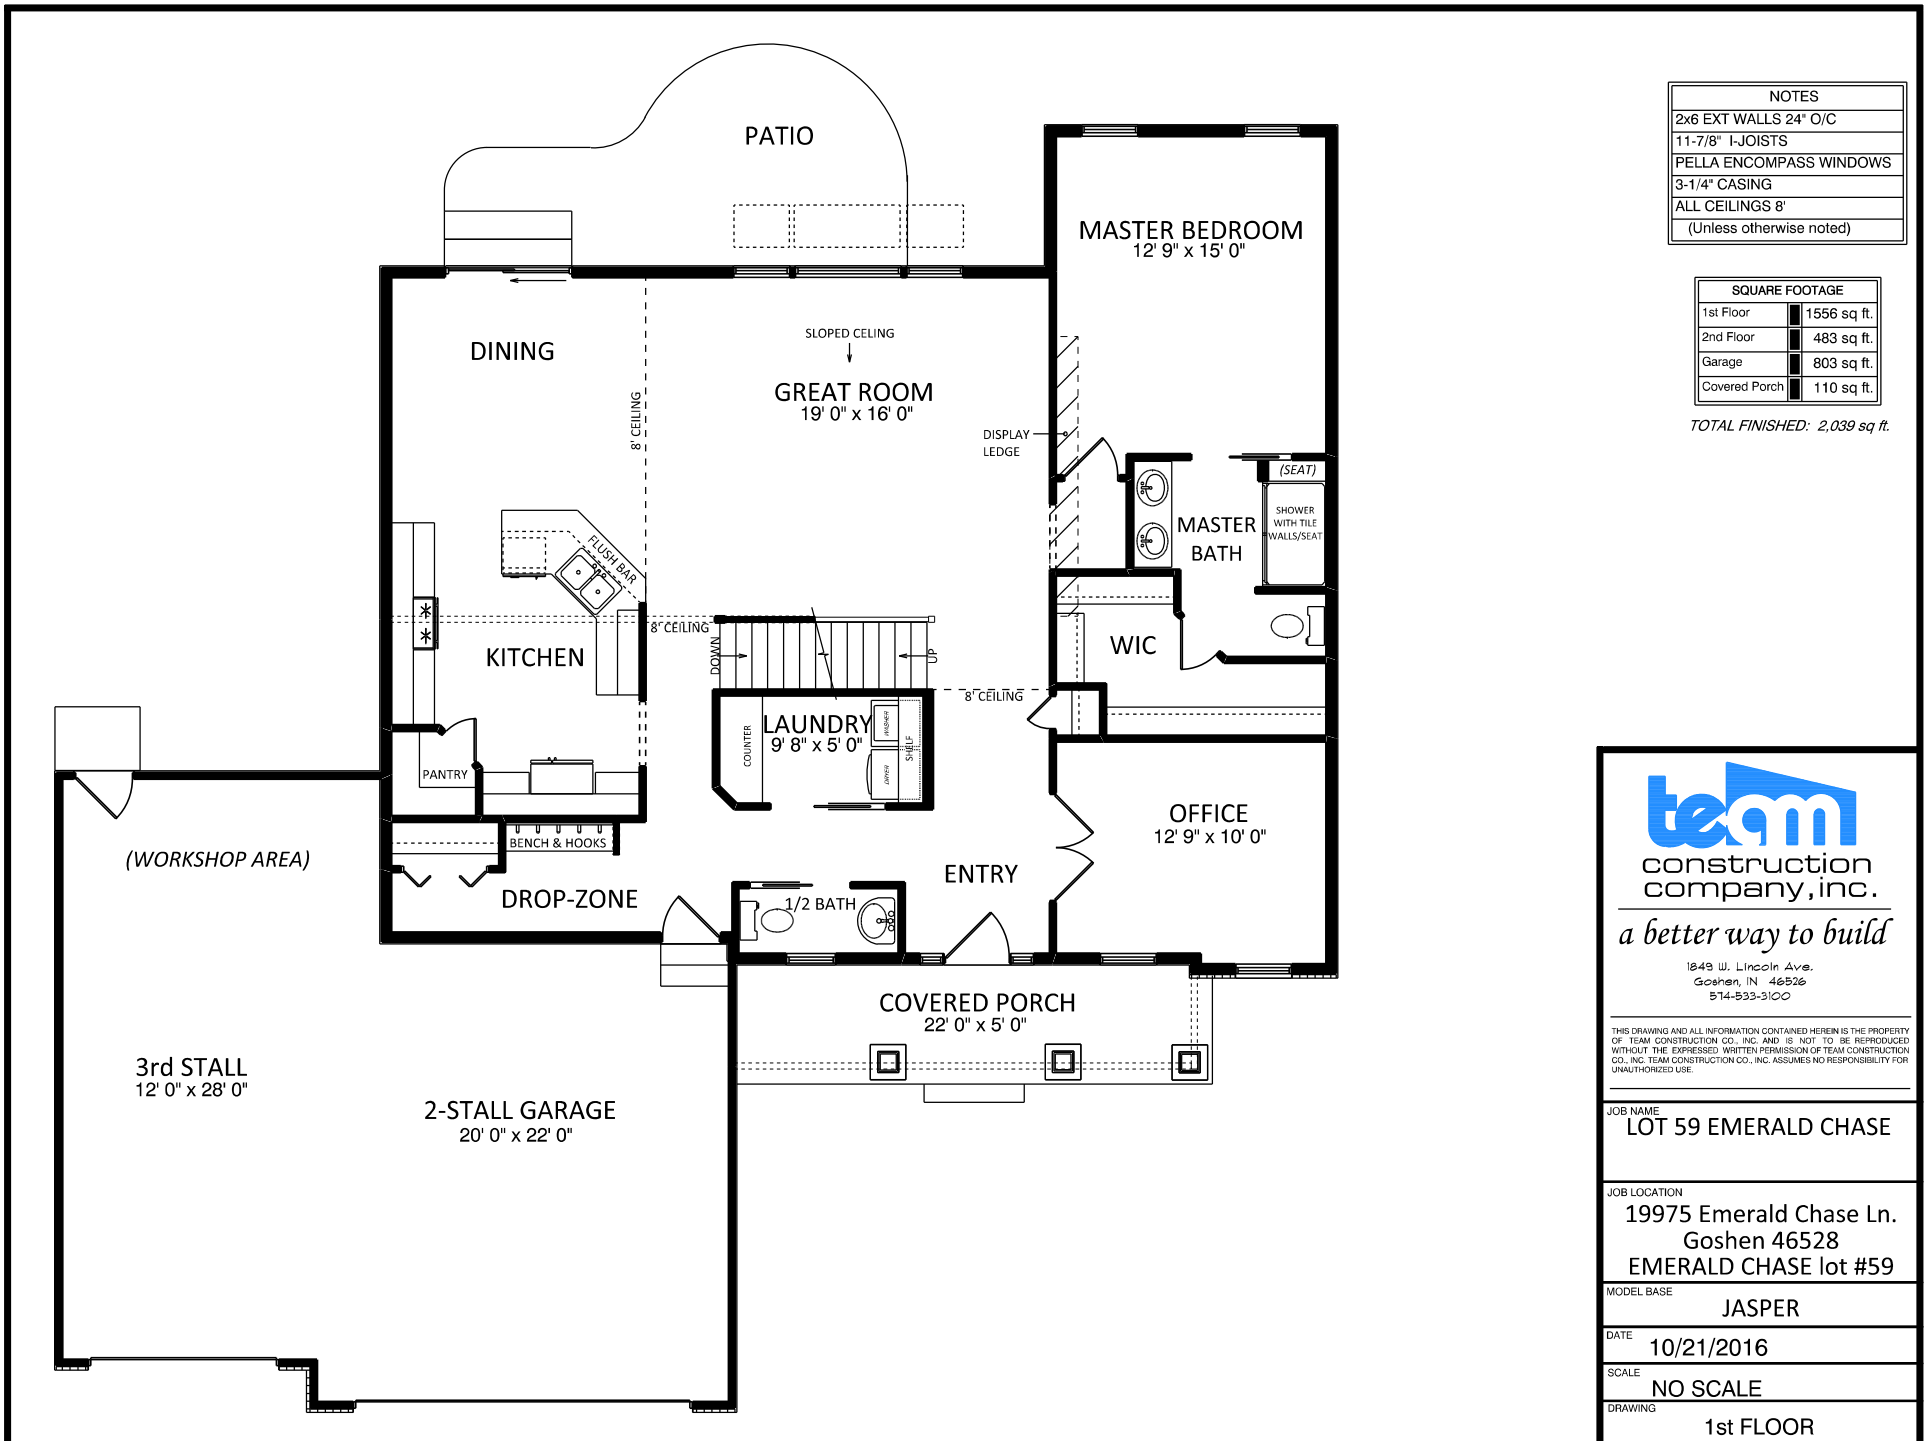 PATIO
MASTER BEDROOM
12' 9" x 15' 0"
DINING
SLOPED CELING
GREAT ROOM
19' 0" x 16' 0"
8' CEILING
DISPLAY
LEDGE
(SEAT)
SHOWER
WITH TILE
WALLS/SEAT
MASTER
BATH
FLUSH BAR
8' CEILING
KITCHEN
DOWN
UP
WIC
8' CEILING
LAUNDRY
9' 8" x 5' 0"
COUNTER
WASHER
DRYER
SHELF
PANTRY
OFFICE
12' 9" x 10' 0"
BENCH & HOOKS
(WORKSHOP AREA)
DROP-ZONE
ENTRY
1/2 BATH
COVERED PORCH
22' 0" x 5' 0"
3rd STALL
12' 0" x 28' 0"
2-STALL GARAGE
20' 0" x 22' 0"
NOTES
2x6 EXT WALLS 24" O/C
11-7/8" I-JOISTS
PELLA ENCOMPASS WINDOWS
3-1/4" CASING
ALL CEILINGS 8'
(Unless otherwise noted)
SQUARE FOOTAGE
1st Floor 1556 sq ft.
2nd Floor 483 sq ft.
Garage 803 sq ft.
Covered Porch 110 sq ft.
TOTAL FINISHED: 2,039 sq ft.
team
construction
company, inc.
a better way to build
1849 W. Lincoln Ave.
Goshen, IN 46526
574-533-3100
THIS DRAWING AND ALL INFORMATION CONTAINED HEREIN IS THE PROPERTY
OF TEAM CONSTRUCTION CO., INC. AND IS NOT TO BE REPRODUCED
WITHOUT THE EXPRESSED WRITTEN PERMISSION OF TEAM CONSTRUCTION
CO., INC. TEAM CONSTRUCTION CO., INC. ASSUMES NO RESPONSIBILITY FOR
UNAUTHORIZED USE.
JOB NAME
LOT 59 EMERALD CHASE
JOB LOCATION
19975 Emerald Chase Ln.
Goshen 46528
EMERALD CHASE lot #59
MODEL BASE
JASPER
DATE
10/21/2016
SCALE
NO SCALE
DRAWING
1st FLOOR